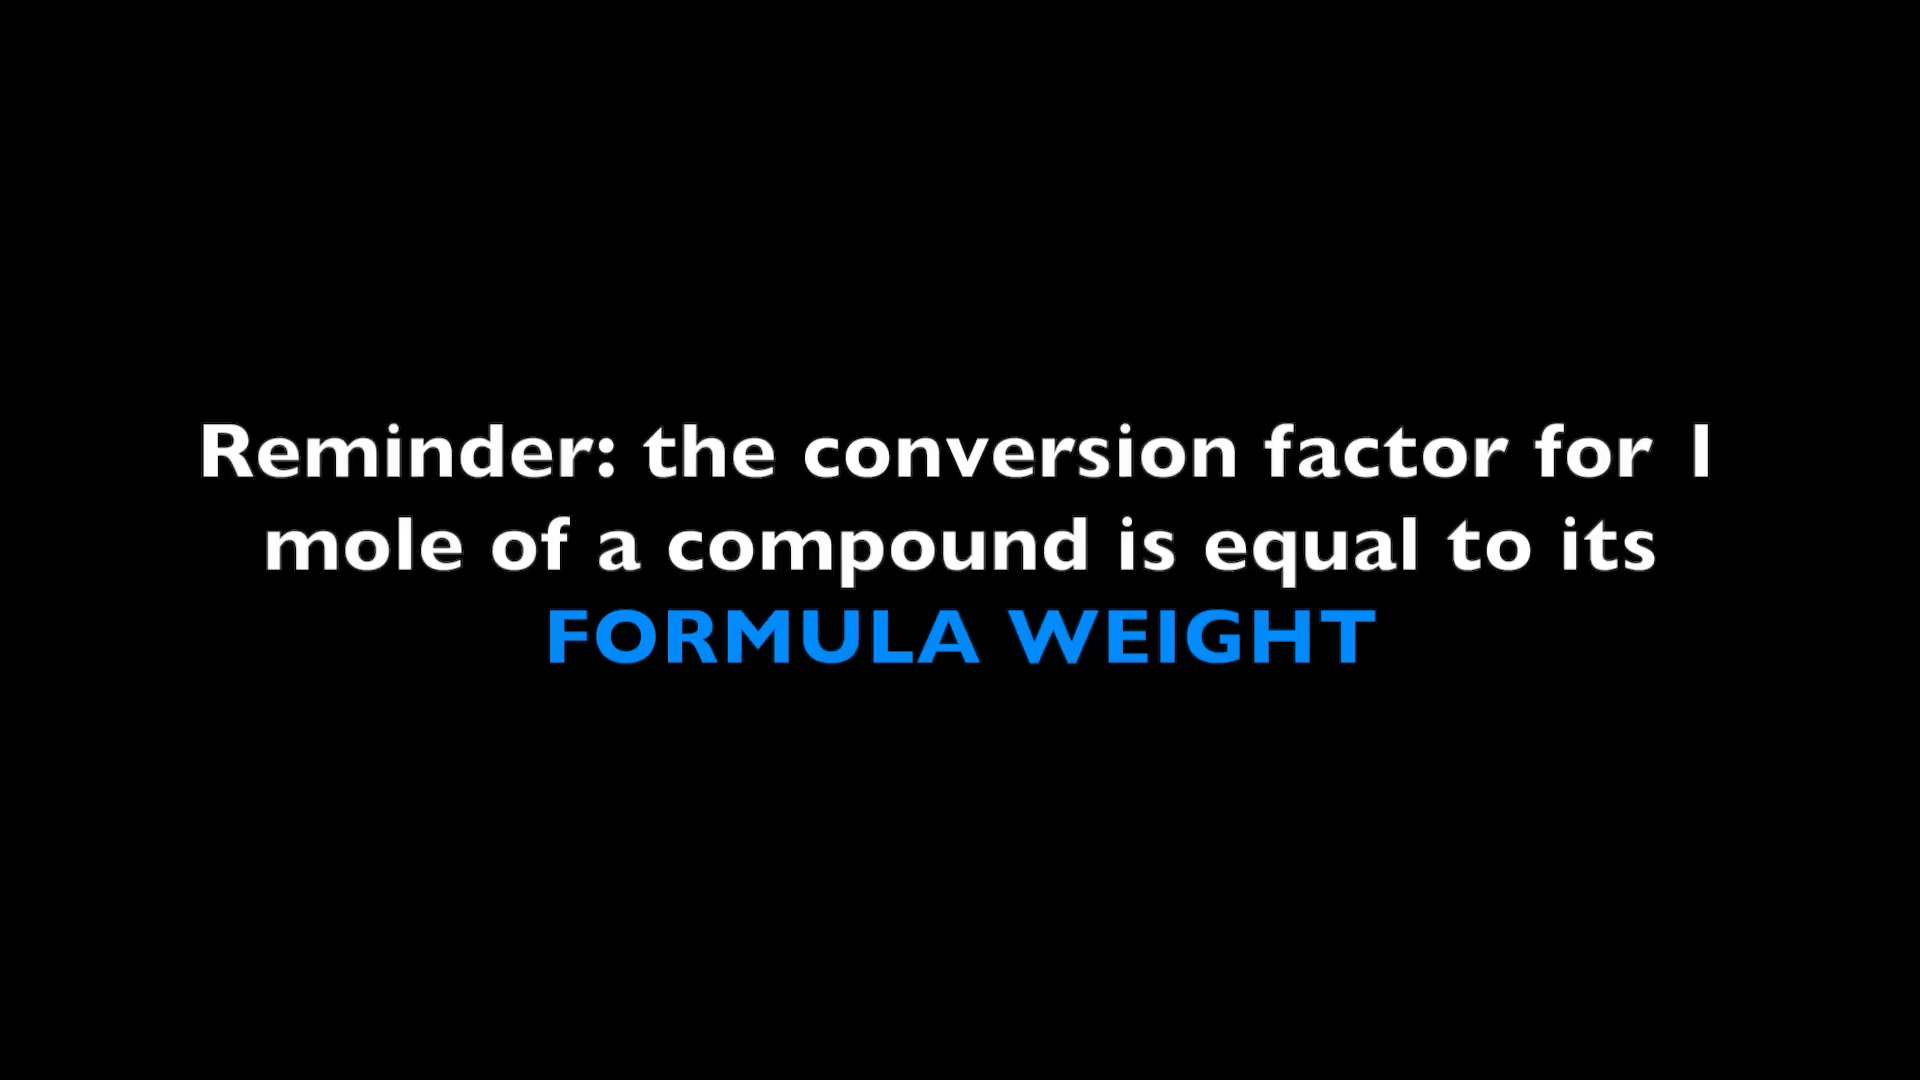 Reminder: the conversion factor for 1
mole of a compound is equal to its
FORMULA WEIGHT